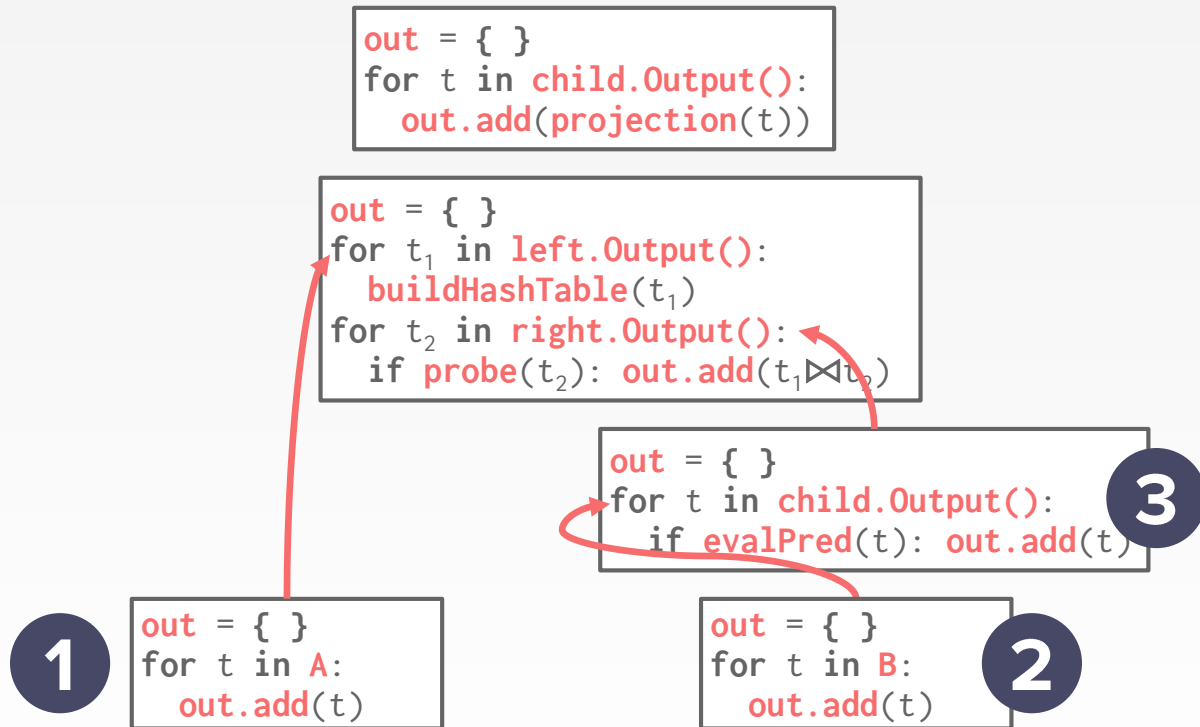 out = { }
for t in child.Output():
  out.add(projection(t))
out = { }
for t₁ in left.Output():
  buildHashTable(t₁)
for t₂ in right.Output():
  if probe(t₂): out.add(t₁⨝t₂)
out = { }
for t in child.Output():
  if evalPred(t): out.add(t)
3
1
out = { }
for t in A:
  out.add(t)
out = { }
for t in B:
  out.add(t)
2